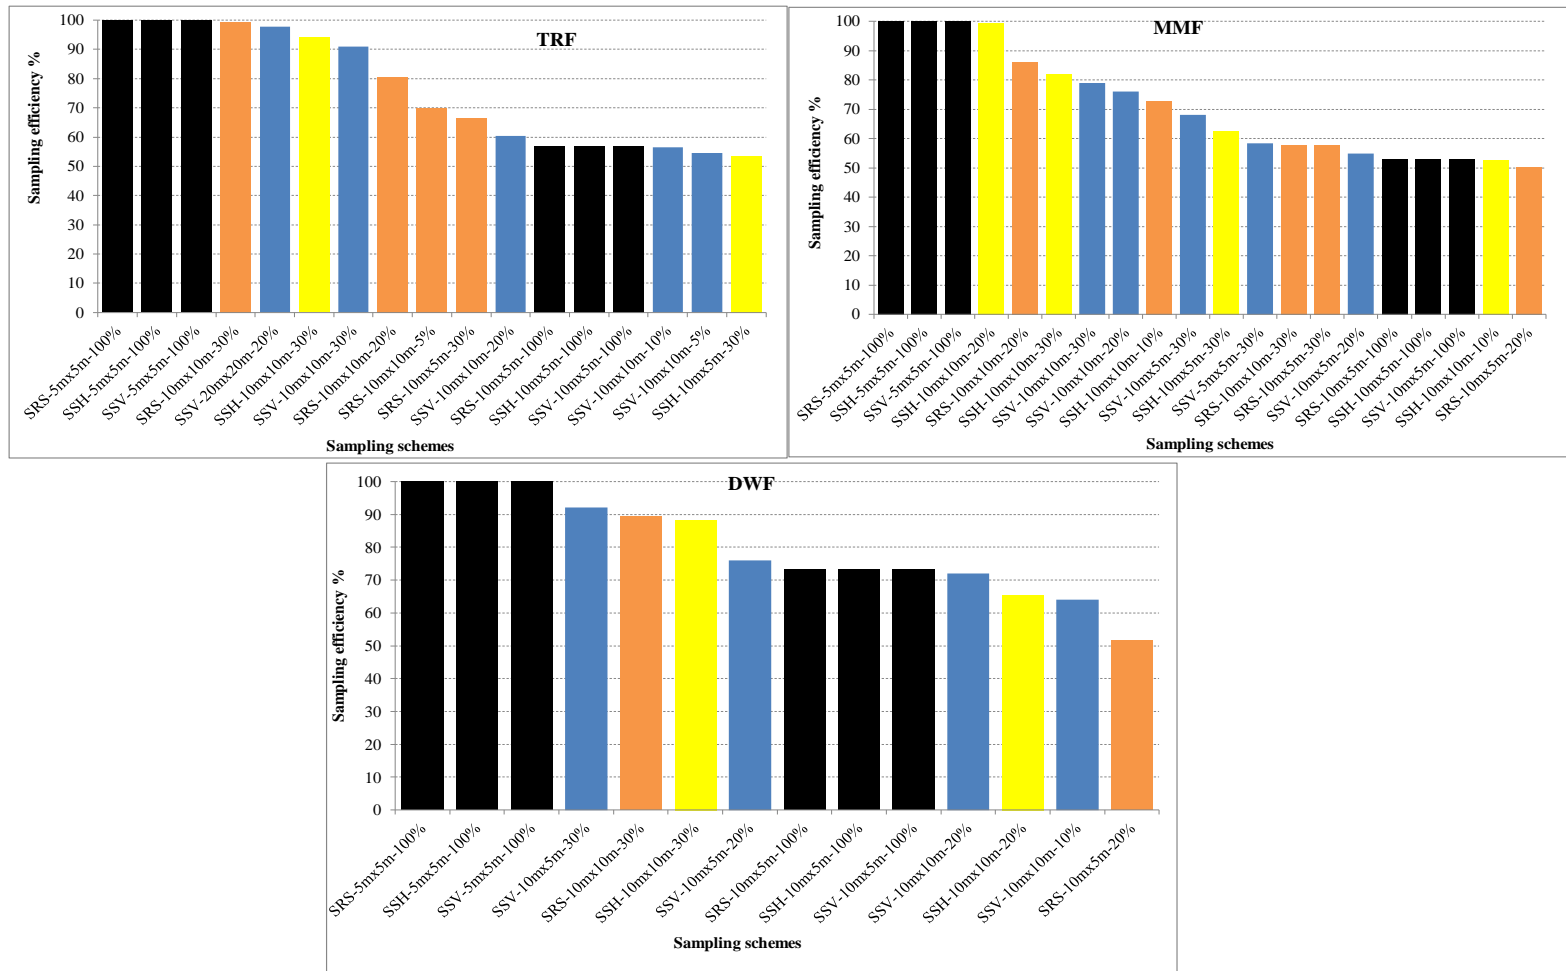 TRF
Sampling efficiency %
100
90
80
70
60
50
40
30
20
10
0
SRS-5mx5m-100%
SSH-5mx5m-100%
SSV-5mx5m-100%
SRS-10mx10m-30%
SSV-20mx20m-20%
SSH-10mx10m-30%
SSV-10mx10m-30%
SRS-10mx10m-20%
SRS-10mx10m-5%
SRS-10mx5m-30%
SSV-10mx10m-20%
SRS-10mx5m-100%
SSH-10mx5m-100%
SSV-10mx5m-100%
SSV-10mx10m-10%
SSV-10mx10m-5%
SSH-10mx5m-30%
Sampling schemes
MMF
Sampling efficiency %
100
90
80
70
60
50
40
30
20
10
0
SRS-5mx5m-100%
SSH-5mx5m-100%
SSV-5mx5m-100%
SSH-10mx10m-20%
SRS-10mx10m-20%
SSH-10mx10m-30%
SSV-10mx10m-30%
SSV-10mx10m-20%
SSH-10mx10m-10%
SSV-10mx5m-30%
SSH-10mx5m-30%
SSV-5mx5m-30%
SRS-10mx10m-30%
SRS-10mx5m-30%
SSV-10mx5m-20%
SRS-10mx5m-100%
SSH-10mx5m-100%
SSV-10mx5m-100%
SSH-10mx10m-10%
SRS-10mx5m-20%
Sampling schemes
DWF
Sampling efficiency %
100
90
80
70
60
50
40
30
20
10
0
SRS-5mx5m-100%
SSH-5mx5m-100%
SSV-5mx5m-100%
SSV-10mx5m-30%
SRS-10mx10m-30%
SSH-10mx10m-30%
SSV-10mx5m-20%
SRS-10mx5m-100%
SSH-10mx5m-100%
SSV-10mx5m-100%
SSV-10mx10m-20%
SSH-10mx10m-20%
SSV-10mx10m-10%
SRS-10mx5m-20%
Sampling schemes